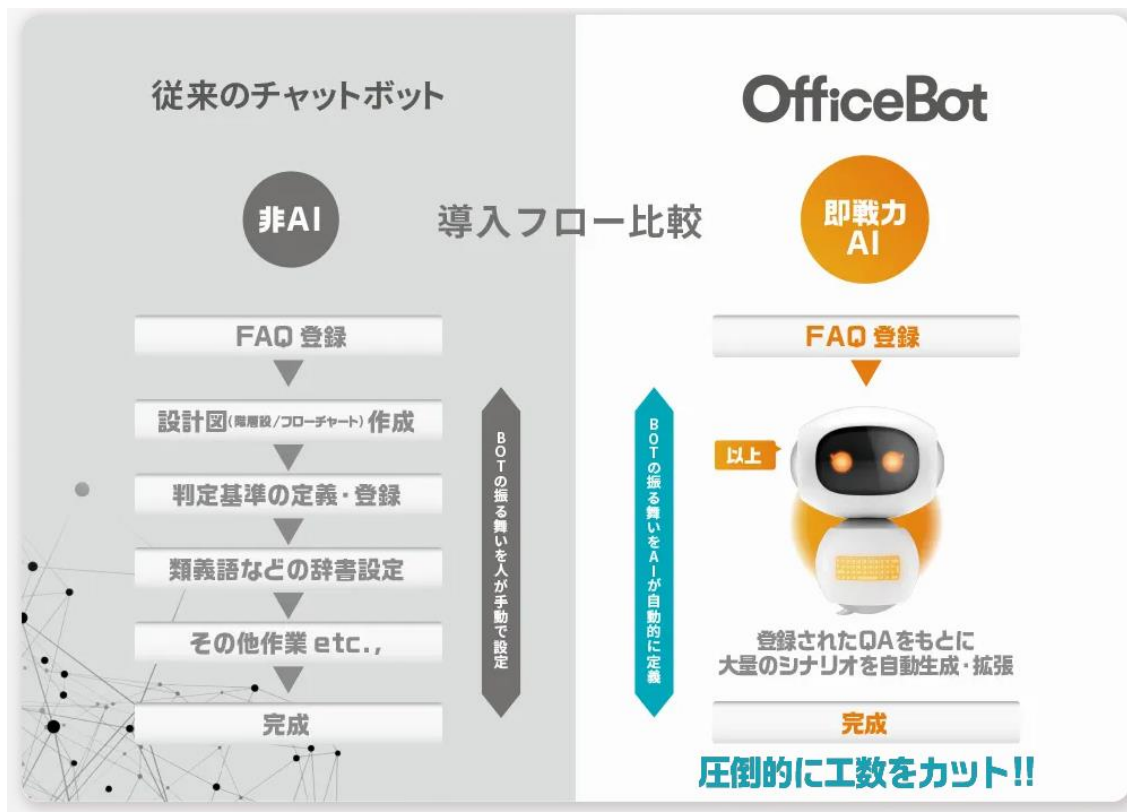 従来のチャットボット
OfficeBot
非AI
導入フロー比較
即戦力
AI
FAQ 登録
設計図(階層設/フローチャート)作成
判定基準の定義・登録
類義語などの辞書設定
その他作業 etc.,
完成
BOTの振る舞いを人が手動で設定
BOTの振る舞いをAIが自動的に定義
FAQ 登録
以上
登録されたQAをもとに
大量のシナリオを自動生成・拡張
完成
圧倒的に工数をカット!!